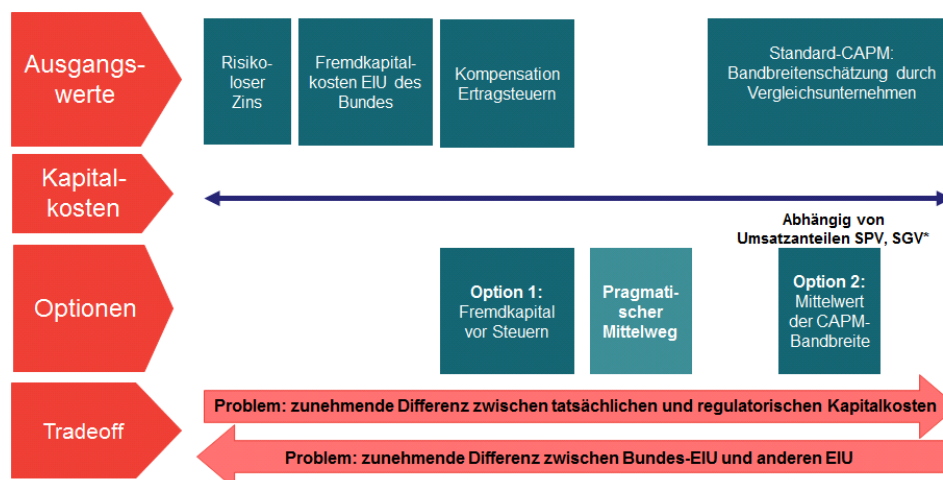 Ausgangs-
werte
Risiko-
loser
Zins
Fremdkapital-
kosten EIU des
Bundes
Kompensation
Ertragsteuern
Standard-CAPM:
Bandbreitenschätzung durch
Vergleichsunternehmen
Kapital-
kosten
Abhängig von
Umsatzanteilen SPV, SGV*
Optionen
Option 1:
Fremdkapital
vor Steuern
Pragmati-
scher
Mittelweg
Option 2:
Mittelwert
der CAPM-
Bandbreite
Tradeoff
Problem: zunehmende Differenz zwischen tatsächlichen und regulatorischen Kapitalkosten
Problem: zunehmende Differenz zwischen Bundes-EIU und anderen EIU